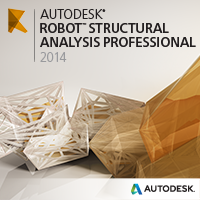 AUTODESK®
ROBOT™ STRUCTURAL
ANALYSIS PROFESSIONAL
2014
AUTODESK.